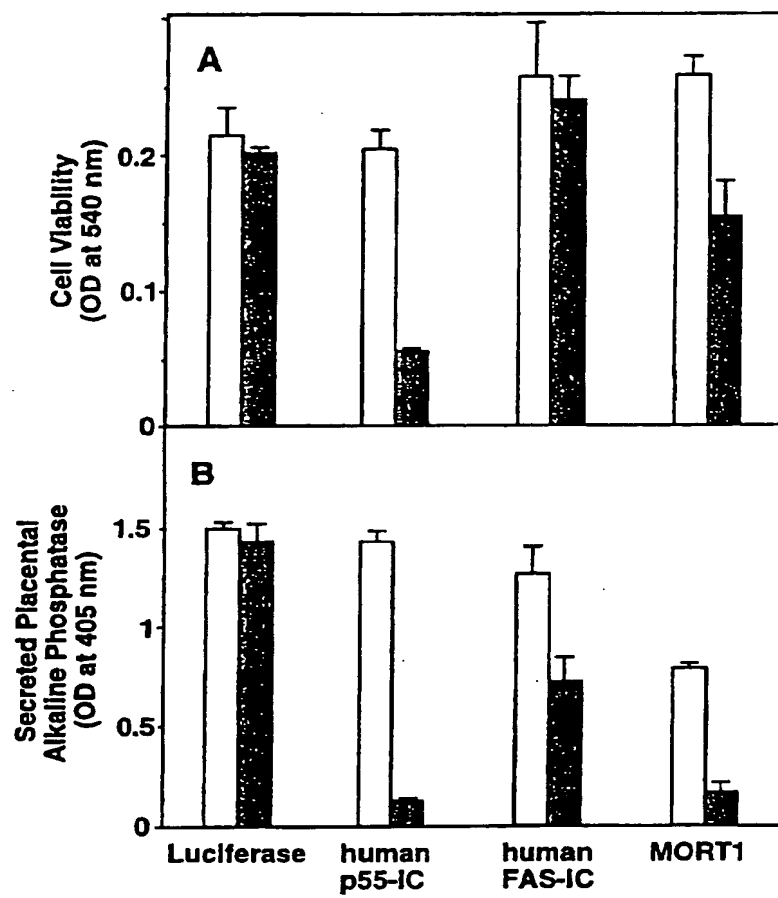 A
Cell Viability
(OD at 540 nm)
0.2
0.1
0
B
Secreted Placental
Alkaline Phosphatase
(OD at 405 nm)
1.5
1
0.5
0
Luciferase
human
p55-IC
human
FAS-IC
MORT1